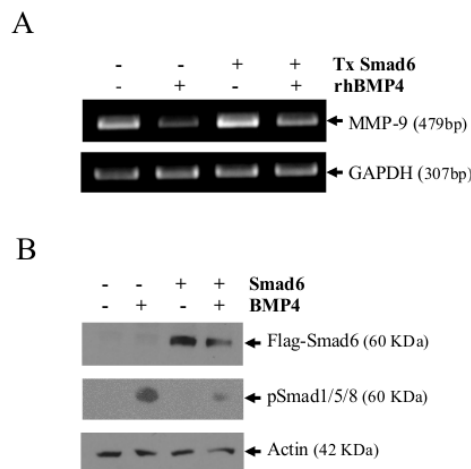 A
- - + + Tx Smad6
- + - + rhBMP4
MMP-9 (479bp)
GAPDH (307bp)
B
- - + + Smad6
- + - + BMP4
Flag-Smad6 (60 KDa)
pSmad1/5/8 (60 KDa)
Actin (42 KDa)